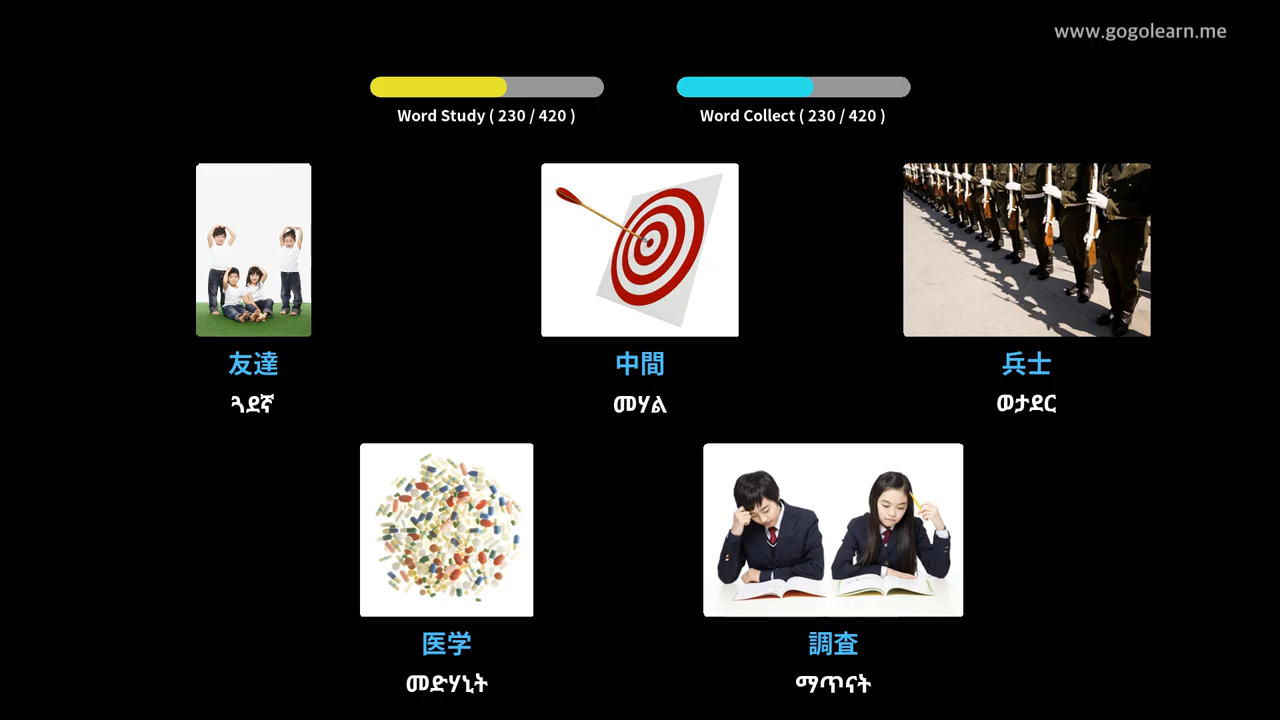 www.gogolearn.me
Word Study ( 230 / 420 )
Word Collect ( 230 / 420 )
友達
中間
兵士
ጓደኛ
መሃል
ወታደር
医学
調査
መድሃኒት
ማጥናት